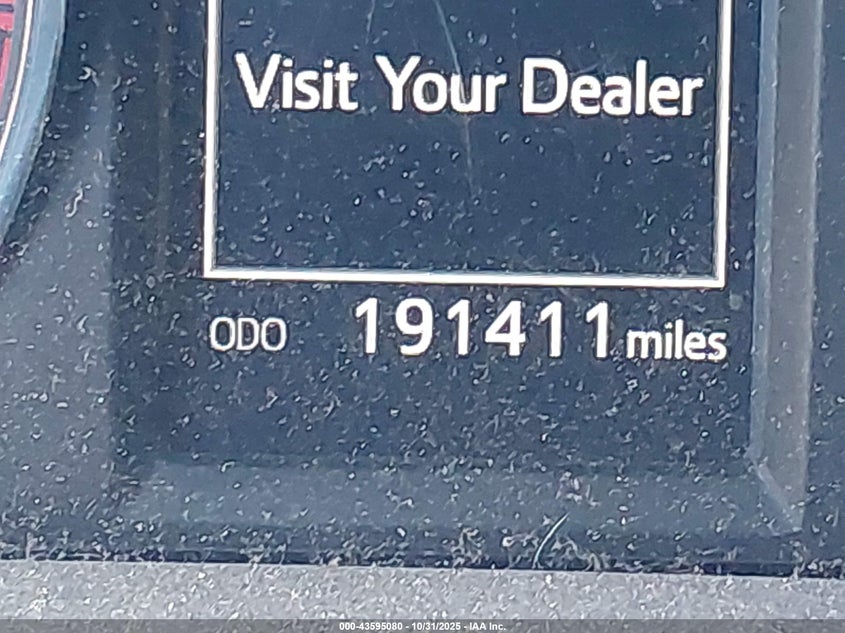 Visit Your Dealer
ODO 191411 miles
000-43595080 - 10/31/2025 - IAA Inc.